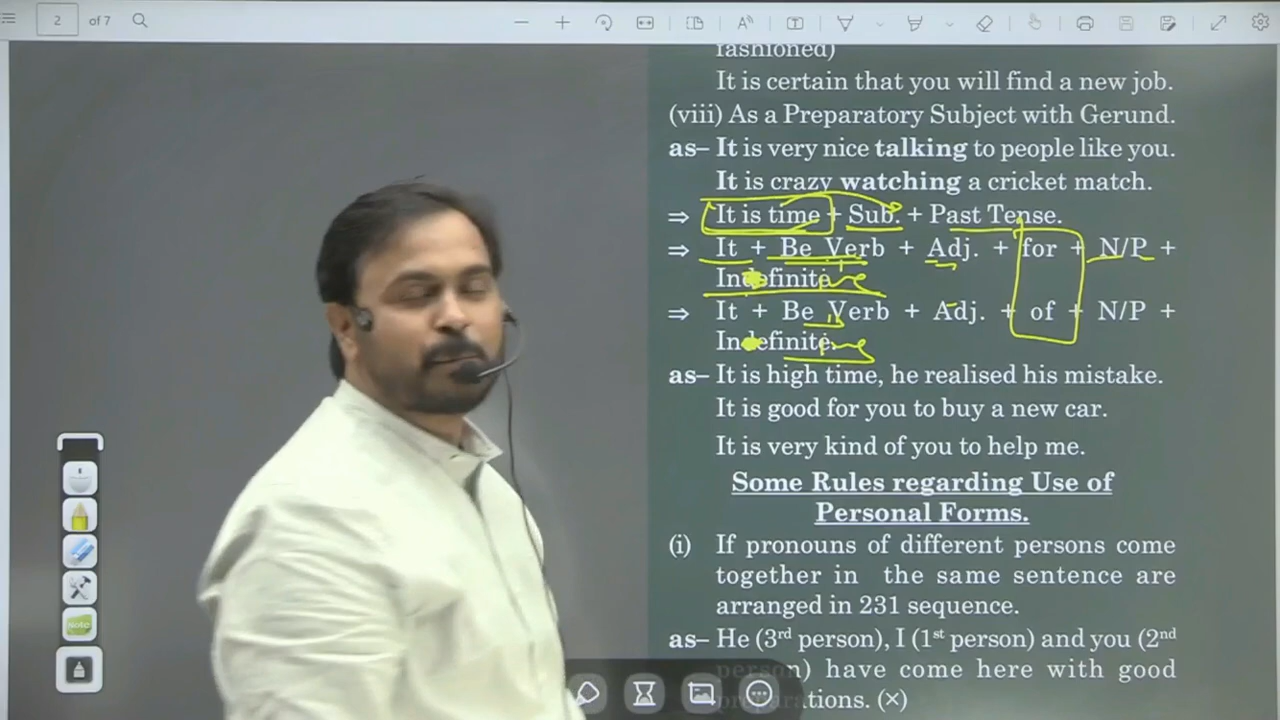 2 of 7
fashioned)
It is certain that you will find a new job.
(viii) As a Preparatory Subject with Gerund.
as– It is very nice talking to people like you.
It is crazy watching a cricket match.
⇒ It is time + Sub. + Past Tense.
⇒ It + Be Verb + Adj. + for + N/P +
Indefinite
⇒ It + Be Verb + Adj. + of + N/P +
Indefinite.
as– It is high time, he realised his mistake.
It is good for you to buy a new car.
It is very kind of you to help me.
Some Rules regarding Use of
Personal Forms.
(i) If pronouns of different persons come
together in the same sentence are
arranged in 231 sequence.
as– He (3rd person), I (1st person) and you (2nd
person) have come here with good
preparations. (×)